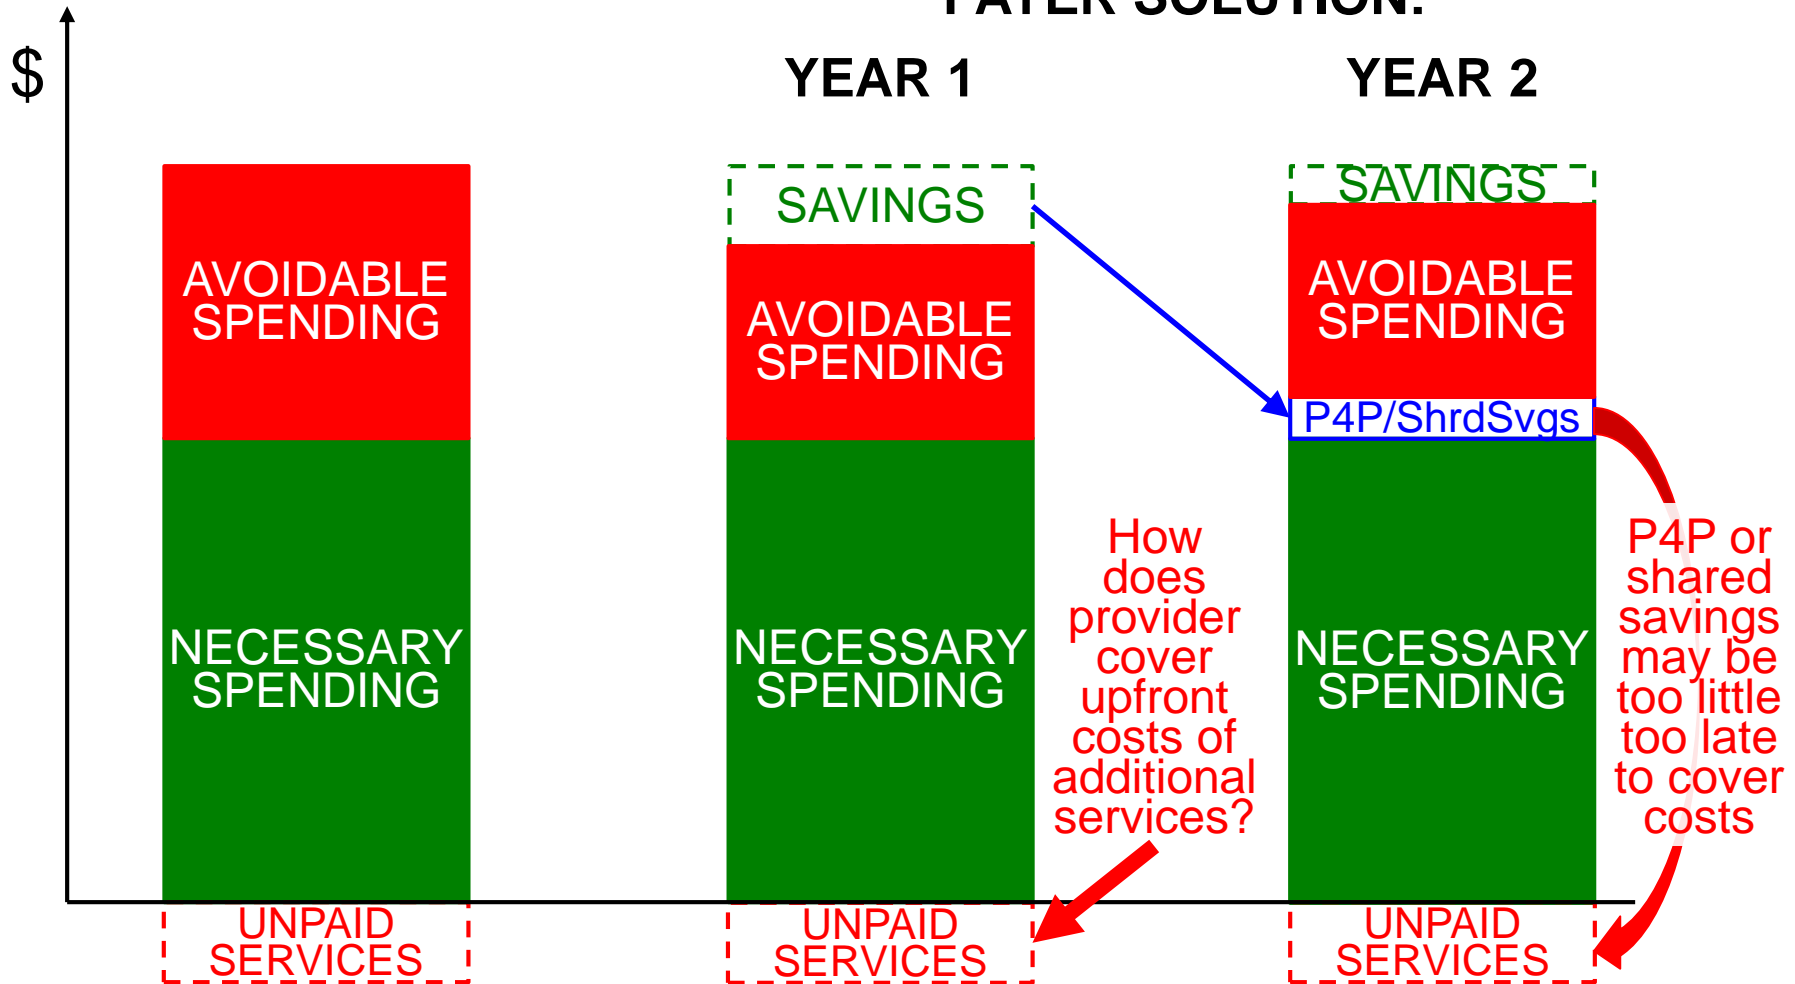 PAYER SOLUTION:
$
YEAR 1
YEAR 2
AVOIDABLE
SPENDING
NECESSARY
SPENDING
UNPAID
SERVICES
SAVINGS
AVOIDABLE
SPENDING
NECESSARY
SPENDING
UNPAID
SERVICES
How
does
provider
cover
upfront
costs of
additional
services?
SAVINGS
AVOIDABLE
SPENDING
P4P/ShrdSvgs
NECESSARY
SPENDING
UNPAID
SERVICES
P4P or
shared
savings
may be
too little
too late
to cover
costs